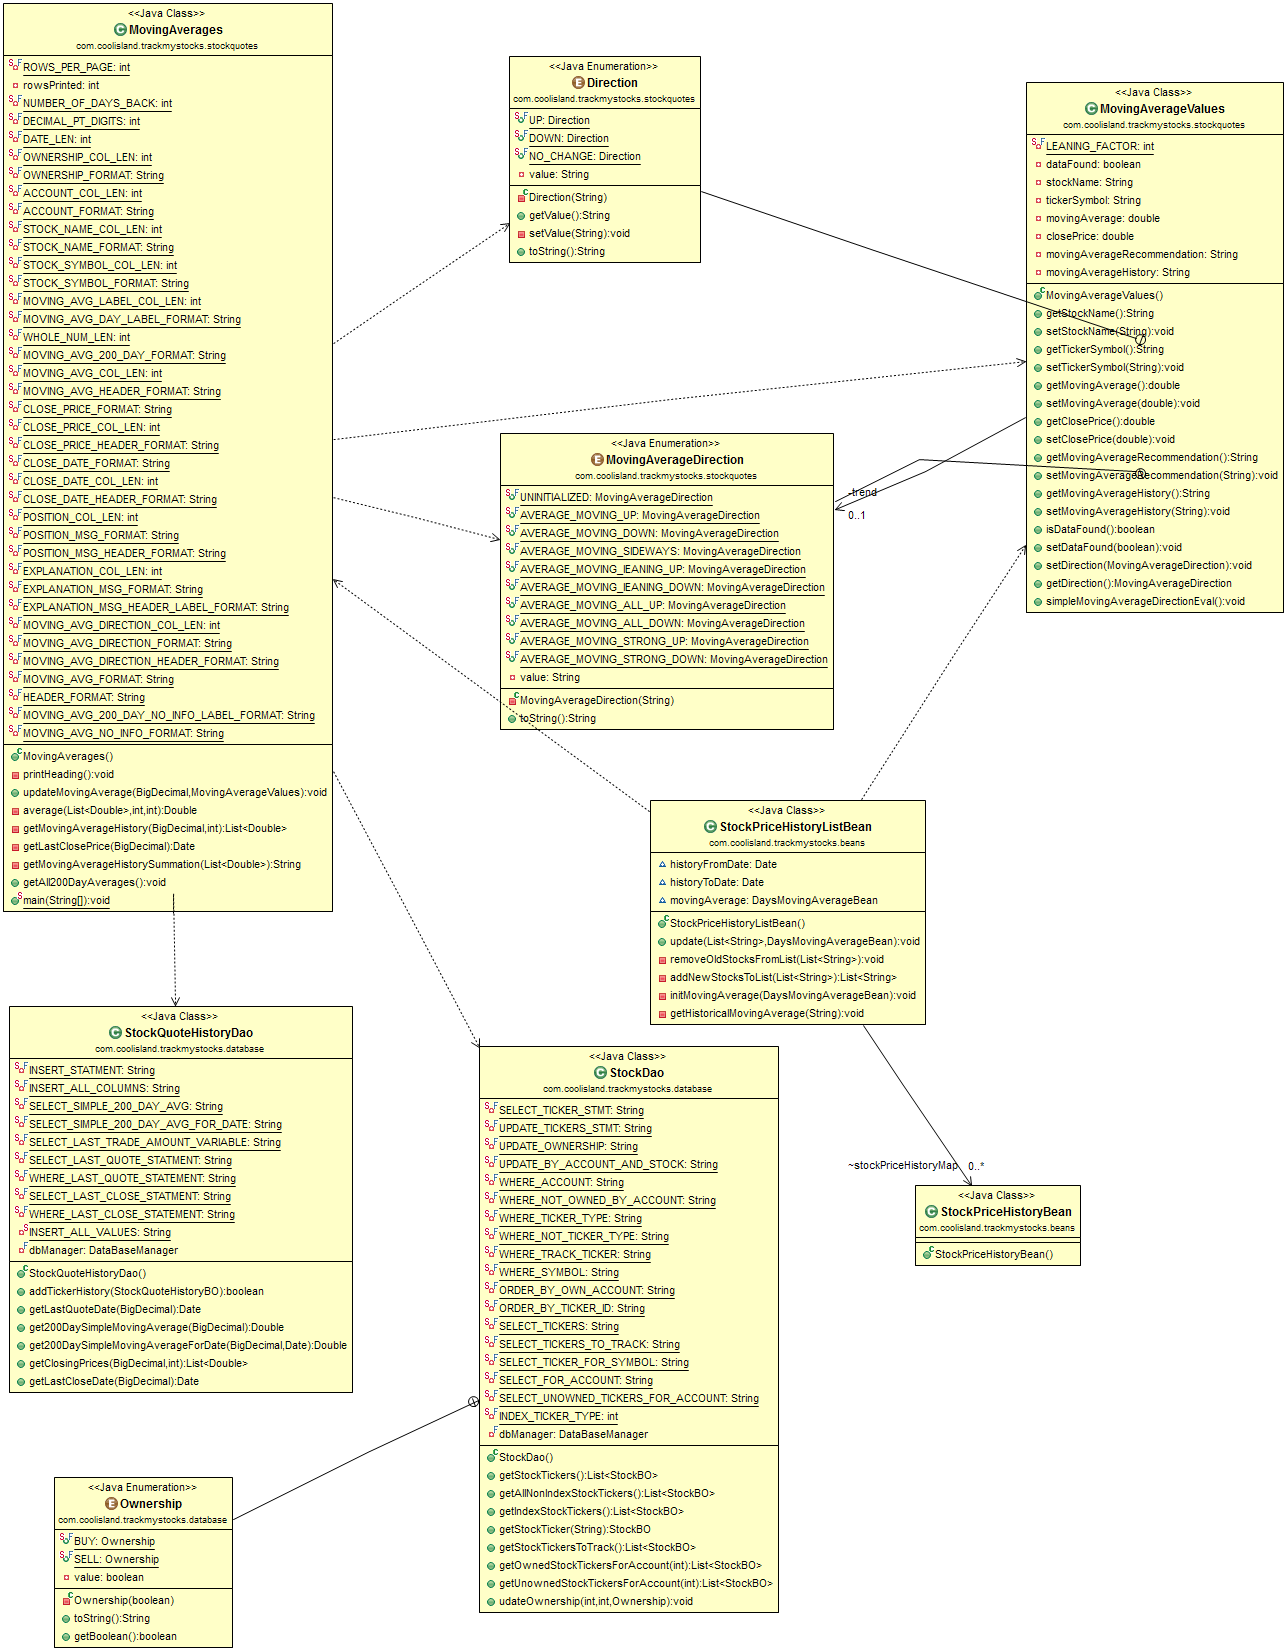 <<Java Class>>
MovingAverages
com.coolisland.trackmystocks.stockquotes
ROWS_PER_PAGE: int
rowsPrinted: int
NUMBER_OF_DAYS_BACK: int
DECIMAL_PT_DIGITS: int
DATE_LEN: int
OWNERSHIP_COL_LEN: int
OWNERSHIP_FORMAT: String
ACCOUNT_COL_LEN: int
ACCOUNT_FORMAT: String
STOCK_NAME_COL_LEN: int
STOCK_NAME_FORMAT: String
STOCK_SYMBOL_COL_LEN: int
STOCK_SYMBOL_FORMAT: String
MOVING_AVG_LABEL_COL_LEN: int
MOVING_AVG_DAY_LABEL_FORMAT: String
WHOLE_NUM_LEN: int
MOVING_AVG_200_DAY_FORMAT: String
MOVING_AVG_COL_LEN: int
MOVING_AVG_HEADER_FORMAT: String
CLOSE_PRICE_FORMAT: String
CLOSE_PRICE_COL_LEN: int
CLOSE_PRICE_HEADER_FORMAT: String
CLOSE_DATE_FORMAT: String
CLOSE_DATE_COL_LEN: int
CLOSE_DATE_HEADER_FORMAT: String
POSITION_COL_LEN: int
POSITION_MSG_FORMAT: String
POSITION_MSG_HEADER_FORMAT: String
EXPLANATION_COL_LEN: int
EXPLANATION_MSG_FORMAT: String
EXPLANATION_MSG_HEADER_LABEL_FORMAT: String
MOVING_AVG_DIRECTION_COL_LEN: int
MOVING_AVG_DIRECTION_FORMAT: String
MOVING_AVG_DIRECTION_HEADER_FORMAT: String
MOVING_AVG_FORMAT: String
HEADER_FORMAT: String
MOVING_AVG_200_DAY_NO_INFO_LABEL_FORMAT: String
MOVING_AVG_NO_INFO_FORMAT: String
MovingAverages()
printHeading():void
updateMovingAverage(BigDecimal,MovingAverageValues):void
average(List<Double>,int,int):Double
getMovingAverageHistory(BigDecimal,int):List<Double>
getLastClosePrice(BigDecimal):Date
getMovingAverageHistorySummation(List<Double>):String
getAll200DayAverages():void
main(String[]):void
<<Java Enumeration>>
Direction
com.coolisland.trackmystocks.stockquotes
UP: Direction
DOWN: Direction
NO_CHANGE: Direction
value: String
Direction(String)
getValue():String
setValue(String):void
toString():String
<<Java Class>>
MovingAverageValues
com.coolisland.trackmystocks.stockquotes
LEANING_FACTOR: int
dataFound: boolean
stockName: String
tickerSymbol: String
movingAverage: double
closePrice: double
movingAverageRecommendation: String
movingAverageHistory: String
MovingAverageValues()
getStockName():String
setStockName(String):void
getTickerSymbol():String
setTickerSymbol(String):void
getMovingAverage():double
setMovingAverage(double):void
getClosePrice():double
setClosePrice(double):void
getMovingAverageRecommendation():String
setMovingAverageRecommendation(String):void
getMovingAverageHistory():String
setMovingAverageHistory(String):void
isDataFound():boolean
setDataFound(boolean):void
setDirection(MovingAverageDirection):void
getDirection():MovingAverageDirection
simpleMovingAverageDirectionEval():void
<<Java Enumeration>>
MovingAverageDirection
com.coolisland.trackmystocks.stockquotes
UNINITIALIZED: MovingAverageDirection
AVERAGE_MOVING_UP: MovingAverageDirection
AVERAGE_MOVING_DOWN: MovingAverageDirection
AVERAGE_MOVING_SIDEWAYS: MovingAverageDirection
AVERAGE_MOVING_lEANING_UP: MovingAverageDirection
AVERAGE_MOVING_lEANING_DOWN: MovingAverageDirection
AVERAGE_MOVING_ALL_UP: MovingAverageDirection
AVERAGE_MOVING_ALL_DOWN: MovingAverageDirection
AVERAGE_MOVING_STRONG_UP: MovingAverageDirection
AVERAGE_MOVING_STRONG_DOWN: MovingAverageDirection
value: String
MovingAverageDirection(String)
toString():String
-trend
0..1
<<Java Class>>
StockPriceHistoryListBean
com.coolisland.trackmystocks.beans
historyFromDate: Date
historyToDate: Date
movingAverage: DaysMovingAverageBean
StockPriceHistoryListBean()
update(List<String>,DaysMovingAverageBean):void
removeOldStocksFromList(List<String>):void
addNewStocksToList(List<String>):List<String>
initMovingAverage(DaysMovingAverageBean):void
getHistoricalMovingAverage(String):void
~stockPriceHistoryMap 0..*
<<Java Class>>
StockPriceHistoryBean
com.coolisland.trackmystocks.beans
StockPriceHistoryBean()
<<Java Class>>
StockQuoteHistoryDao
com.coolisland.trackmystocks.database
INSERT_STATMENT: String
INSERT_ALL_COLUMNS: String
SELECT_SIMPLE_200_DAY_AVG: String
SELECT_SIMPLE_200_DAY_AVG_FOR_DATE: String
SELECT_LAST_TRADE_AMOUNT_VARIABLE: String
SELECT_LAST_QUOTE_STATMENT: String
WHERE_LAST_QUOTE_STATEMENT: String
SELECT_LAST_CLOSE_STATMENT: String
WHERE_LAST_CLOSE_STATEMENT: String
INSERT_ALL_VALUES: String
dbManager: DataBaseManager
StockQuoteHistoryDao()
addTickerHistory(StockQuoteHistoryBO):boolean
getLastQuoteDate(BigDecimal):Date
get200DaySimpleMovingAverage(BigDecimal):Double
get200DaySimpleMovingAverageForDate(BigDecimal,Date):Double
getClosingPrices(BigDecimal,int):List<Double>
getLastCloseDate(BigDecimal):Date
<<Java Class>>
StockDao
com.coolisland.trackmystocks.database
SELECT_TICKER_STMT: String
UPDATE_TICKERS_STMT: String
UPDATE_OWNERSHIP: String
UPDATE_BY_ACCOUNT_AND_STOCK: String
WHERE_ACCOUNT: String
WHERE_NOT_OWNED_BY_ACCOUNT: String
WHERE_TICKER_TYPE: String
WHERE_NOT_TICKER_TYPE: String
WHERE_TRACK_TICKER: String
WHERE_SYMBOL: String
ORDER_BY_OWN_ACCOUNT: String
ORDER_BY_TICKER_ID: String
SELECT_TICKERS: String
SELECT_TICKERS_TO_TRACK: String
SELECT_TICKER_FOR_SYMBOL: String
SELECT_FOR_ACCOUNT: String
SELECT_UNOWNED_TICKERS_FOR_ACCOUNT: String
INDEX_TICKER_TYPE: int
dbManager: DataBaseManager
StockDao()
getStockTickers():List<StockBO>
getAllNonIndexStockTickers():List<StockBO>
getIndexStockTickers():List<StockBO>
getStockTicker(String):StockBO
getStockTickersToTrack():List<StockBO>
getOwnedStockTickersForAccount(int):List<StockBO>
getUnownedStockTickersForAccount(int):List<StockBO>
udateOwnership(int,int,Ownership):void
<<Java Enumeration>>
Ownership
com.coolisland.trackmystocks.database
BUY: Ownership
SELL: Ownership
value: boolean
Ownership(boolean)
toString():String
getBoolean():boolean